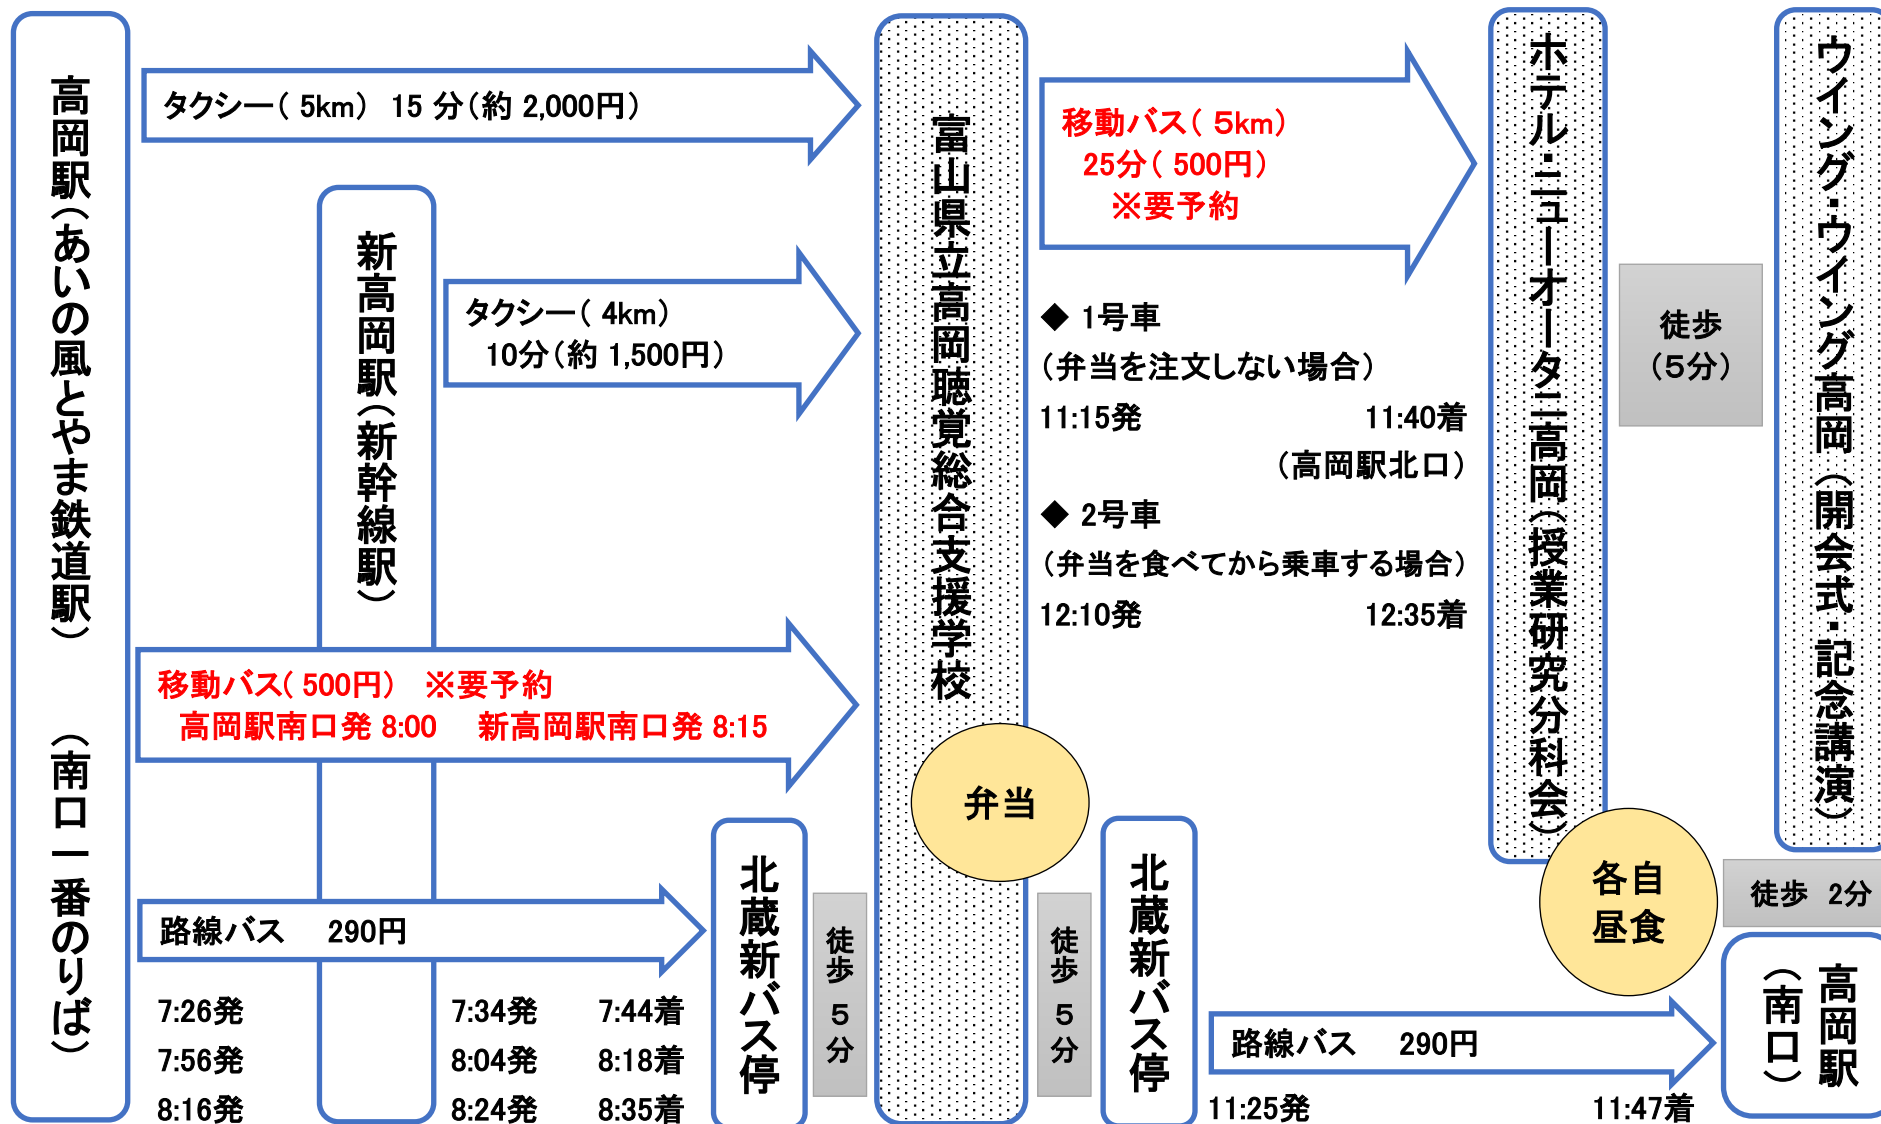 高岡駅（あいの風とやま鉄道駅）
（南口一番のりば）
タクシー（ 5km） 15 分（約 2,000円）
新高岡駅（新幹線駅）
タクシー（ 4km）
10分（約 1,500円）
移動バス（ 500円） ※要予約
高岡駅南口発 8:00 新高岡駅南口発 8:15
路線バス 290円
7:26発 7:34発 7:44着
7:56発 8:04発 8:18着
8:16発 8:24発 8:35着
北蔵新バス停
徒歩 5分
富山県立高岡聴覚総合支援学校
弁当
移動バス（ 5km）
25分（ 500円）
※要予約
◆ 1号車
（弁当を注文しない場合）
11:15発 11:40着
（高岡駅北口）
◆ 2号車
（弁当を食べてから乗車する場合）
12:10発 12:35着
徒歩 5分
北蔵新バス停
路線バス 290円
11:25発 11:47着
ホテル・ニューオータニ高岡（授業研究分科会）
各自
昼食
徒歩
（5分）
ウイング・ウイング高岡（開会式・記念講演）
徒歩 2分
高岡駅
（南口）